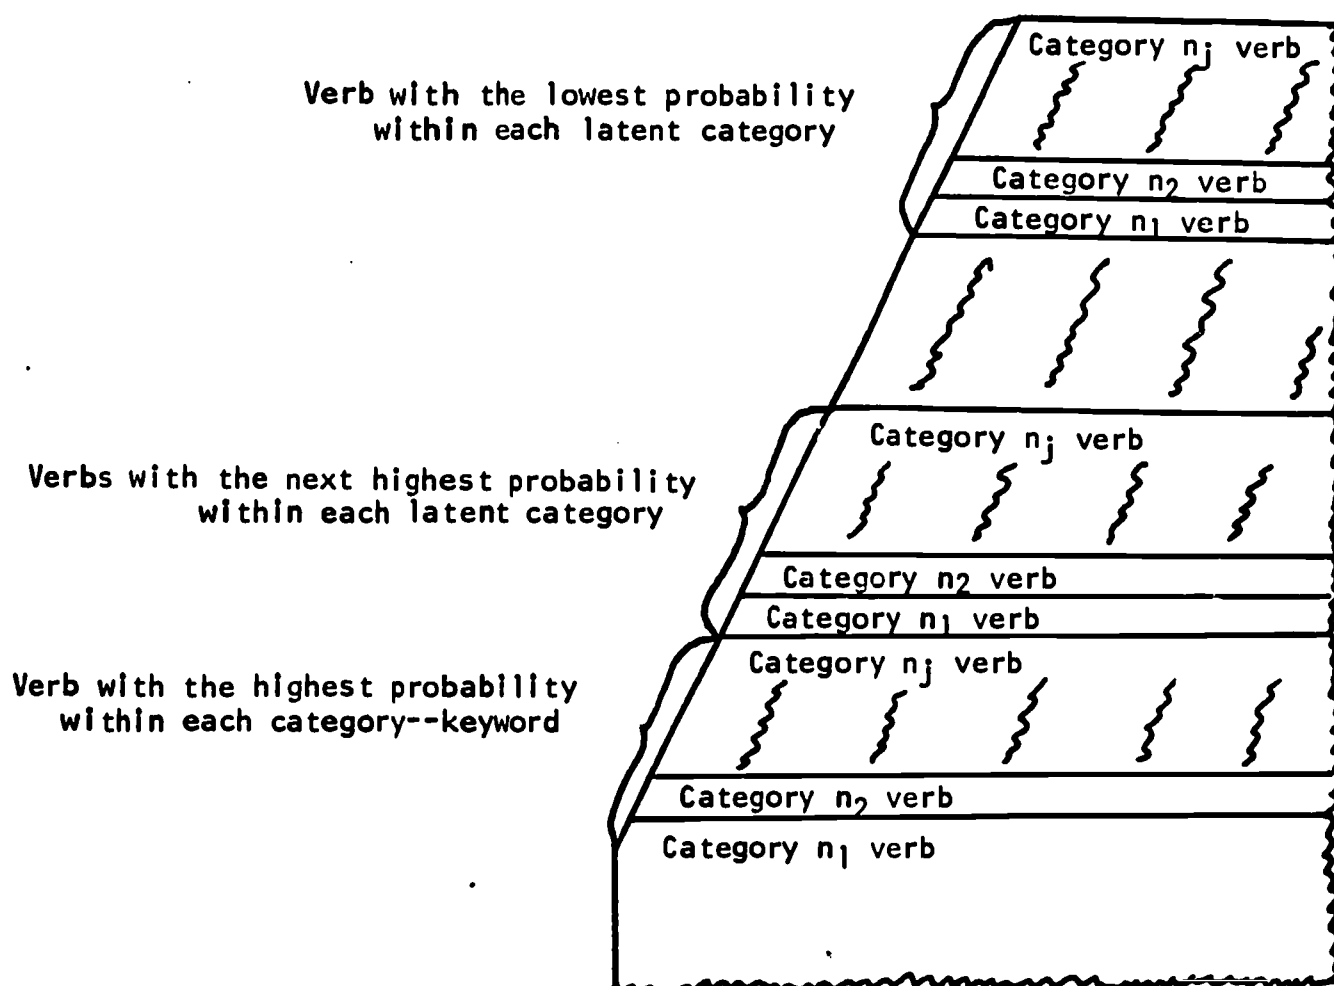 Category nj verb
Verb with the lowest probability
within each latent category
Category n2 verb
Category n1 verb
Category nj verb
Verbs with the next highest probability
within each latent category
Category n2 verb
Category n1 verb
Category nj verb
Verb with the highest probability
within each category--keyword
Category n2 verb
Category n1 verb